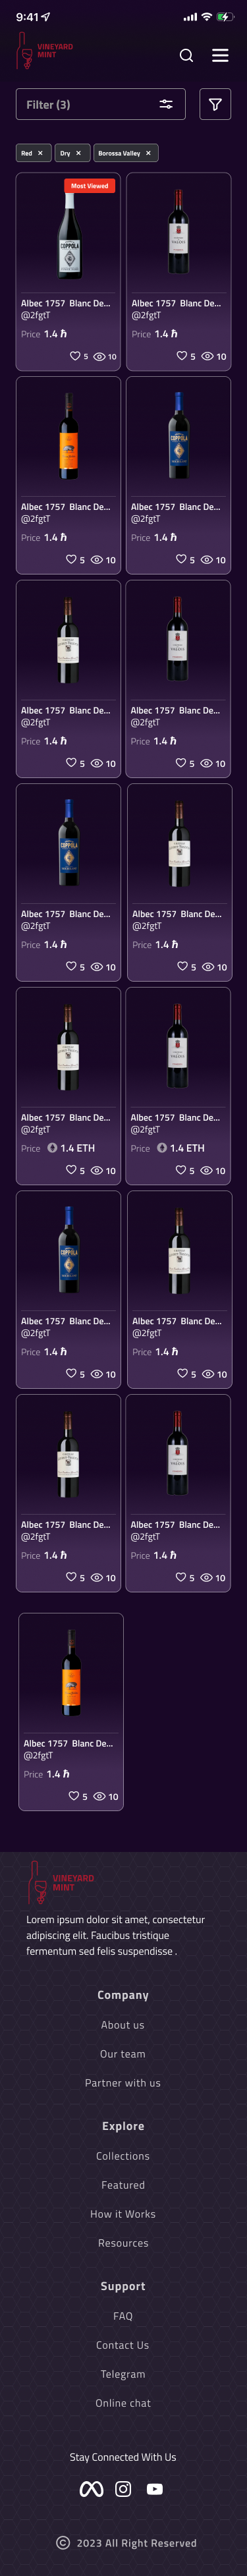 9:41
VINEYARD
MINT
Filter (3)
Red ×
Dry ×
Borossa Valley ×
Most Viewed
COPPOLA
Albec 1757 Blanc De...
@2fgtT
Price 1.4 ℏ
5 10
Albec 1757 Blanc De...
@2fgtT
Price 1.4 ℏ
5 10
Albec 1757 Blanc De...
@2fgtT
Price 1.4 ℏ
5 10
COPPOLA
Albec 1757 Blanc De...
@2fgtT
Price 1.4 ℏ
5 10
Albec 1757 Blanc De...
@2fgtT
Price 1.4 ℏ
5 10
Albec 1757 Blanc De...
@2fgtT
Price 1.4 ℏ
5 10
COPPOLA
Albec 1757 Blanc De...
@2fgtT
Price 1.4 ℏ
5 10
Albec 1757 Blanc De...
@2fgtT
Price 1.4 ℏ
5 10
Albec 1757 Blanc De...
@2fgtT
Price 1.4 ETH
5 10
Albec 1757 Blanc De...
@2fgtT
Price 1.4 ETH
5 10
COPPOLA
Albec 1757 Blanc De...
@2fgtT
Price 1.4 ℏ
5 10
Albec 1757 Blanc De...
@2fgtT
Price 1.4 ℏ
5 10
Albec 1757 Blanc De...
@2fgtT
Price 1.4 ℏ
5 10
Albec 1757 Blanc De...
@2fgtT
Price 1.4 ℏ
5 10
Albec 1757 Blanc De...
@2fgtT
Price 1.4 ℏ
5 10
VINEYARD
MINT
Lorem ipsum dolor sit amet, consectetur
adipiscing elit. Faucibus tristique
fermentum sed felis suspendisse .
Company
About us
Our team
Partner with us
Explore
Collections
Featured
How it Works
Resources
Support
FAQ
Contact Us
Telegram
Online chat
Stay Connected With Us
© 2023 All Right Reserved